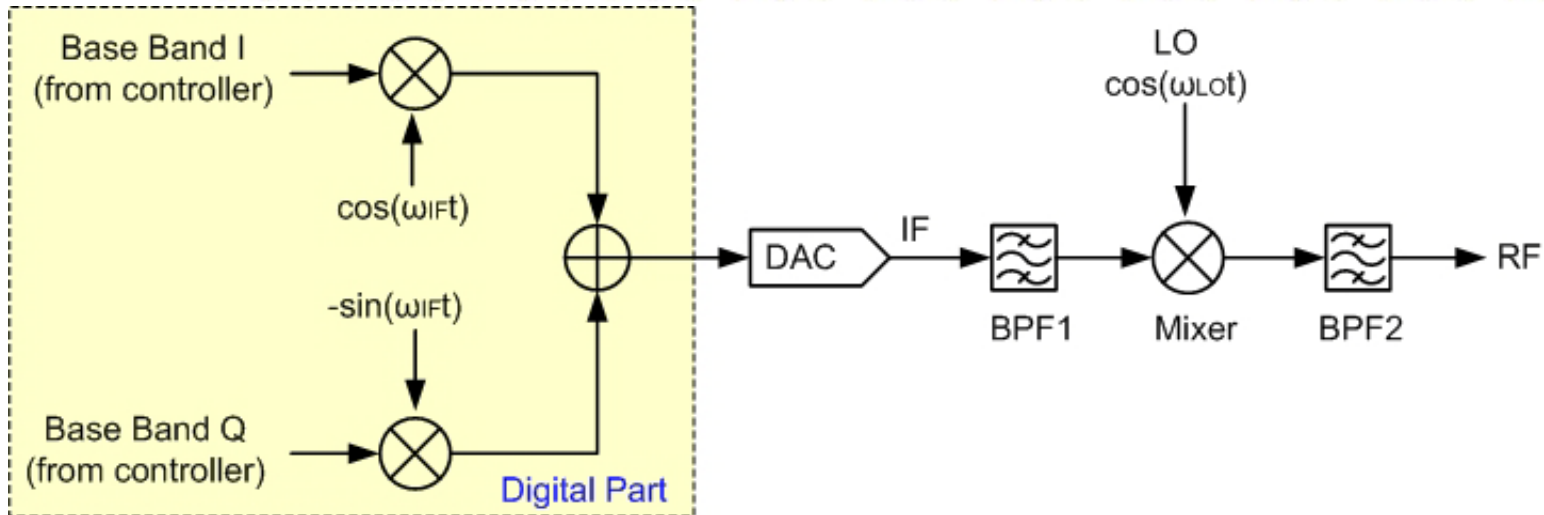 Base Band I
(from controller)
cos(ωIFt)
-sin(ωIFt)
Base Band Q
(from controller)
Digital Part
DAC
IF
BPF1
LO
cos(ωLOt)
Mixer
BPF2
RF